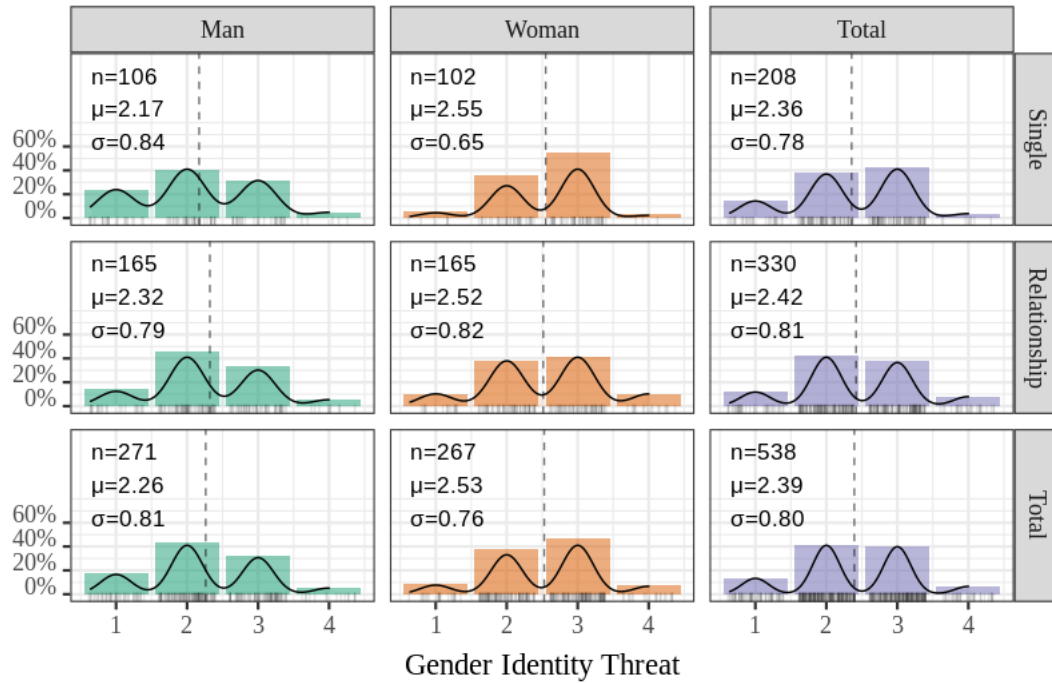 Man
Woman
Total
n=106
μ=2.17
σ=0.84
n=102
μ=2.55
σ=0.65
n=208
μ=2.36
σ=0.78
Single
60%
40%
20%
0%
n=165
μ=2.32
σ=0.79
n=165
μ=2.52
σ=0.82
n=330
μ=2.42
σ=0.81
Relationship
60%
40%
20%
0%
n=271
μ=2.26
σ=0.81
n=267
μ=2.53
σ=0.76
n=538
μ=2.39
σ=0.80
Total
60%
40%
20%
0%
1 2 3 4
1 2 3 4
1 2 3 4
Gender Identity Threat